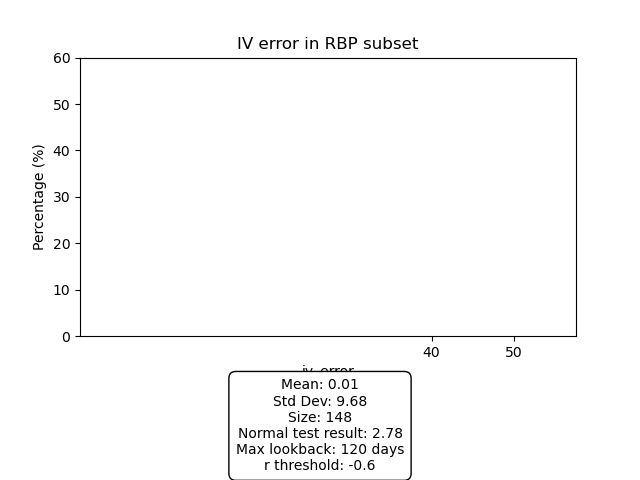 IV error in RBP subset
60
50
40
30
20
10
0
Percentage (%)
40 50
iv_error
Mean: 0.01
Std Dev: 9.68
Size: 148
Normal test result: 2.78
Max lookback: 120 days
r threshold: -0.6